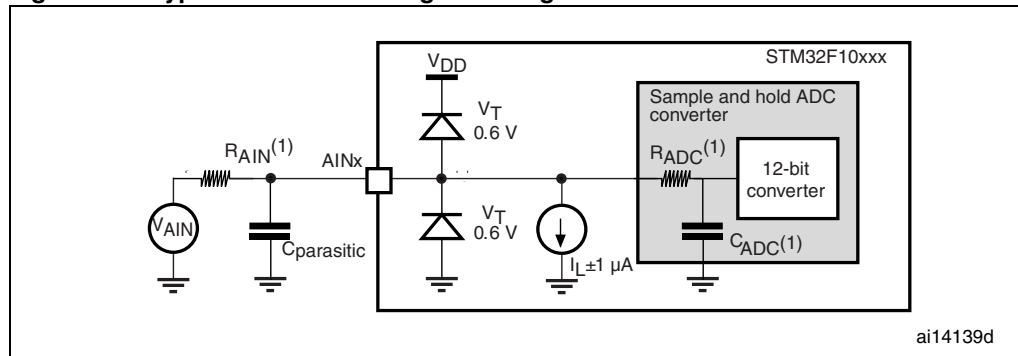 STM32F10xxx
VDD
Sample and hold ADC
converter
VT
0.6 V
RAIN(1)
AINx
RADC(1)
12-bit
converter
VAIN
Cparasitic
VT
0.6 V
IL±1 µA
CADC(1)
ai14139d